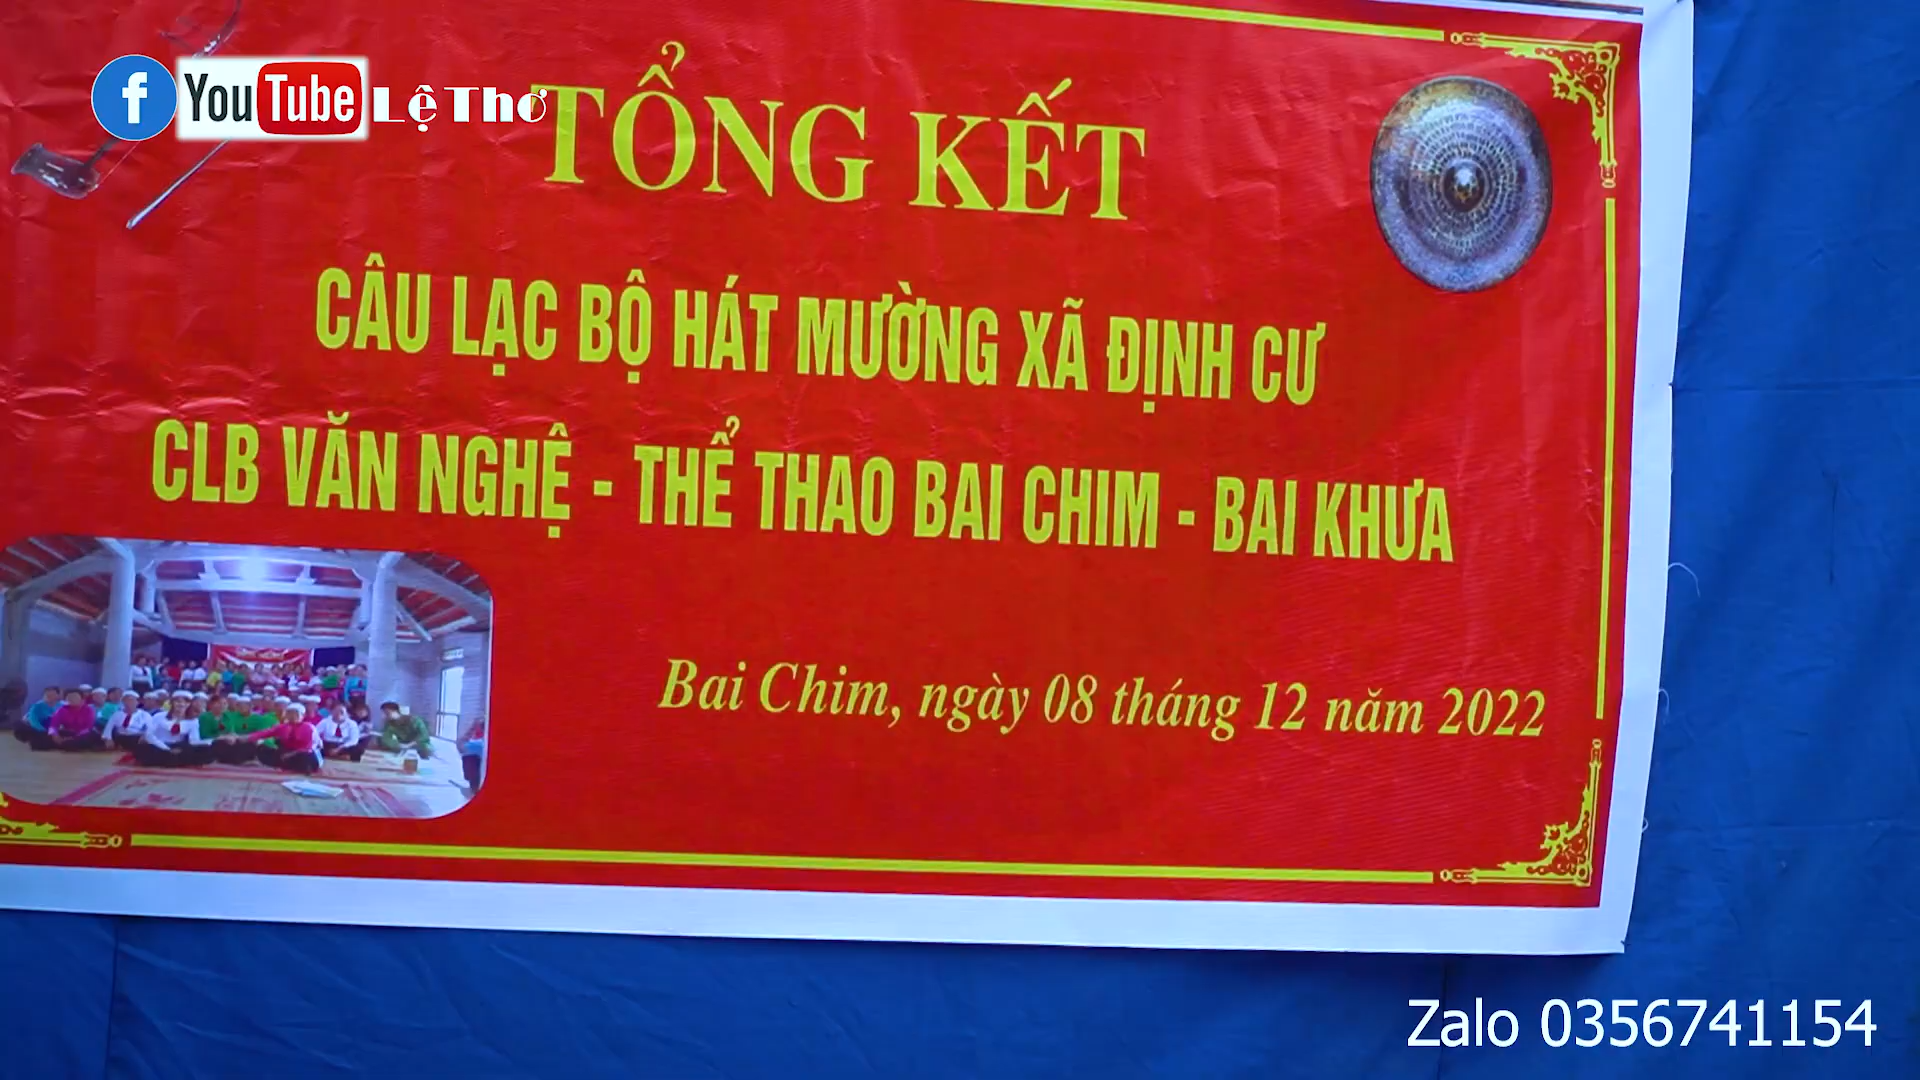 f YouTube Lệ Thơ
TỔNG KẾT
CÂU LẠC BỘ HÁT MƯỜNG XÃ ĐỊNH CƯ
CLB VĂN NGHỆ - THỂ THAO BAI CHIM - BAI KHƯA
Bai Chim, ngày 08 tháng 12 năm 2022
Zalo 0356741154